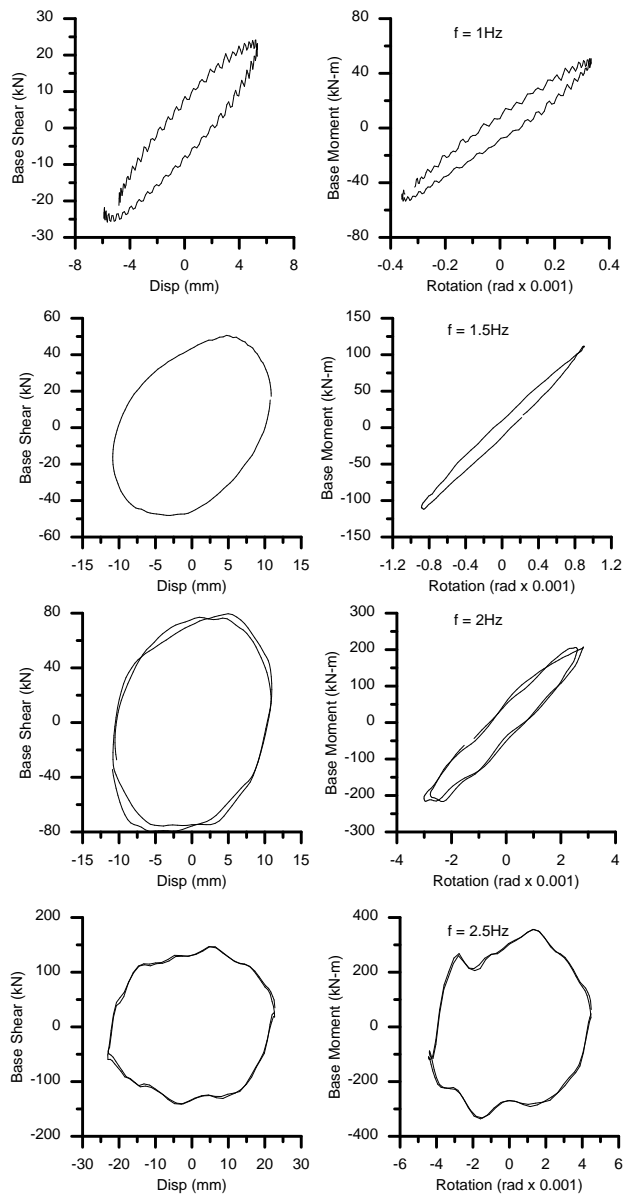 30
20
10
0
-10
-20
-30
Base Shear (kN)
-8 -4 0 4 8
Disp (mm)
f = 1Hz
80
40
0
-40
-80
Base Moment (kN-m)
-0.4 -0.2 0 0.2 0.4
Rotation (rad x 0.001)
60
40
20
0
-20
-40
-60
Base Shear (kN)
-15 -10 -5 0 5 10 15
Disp (mm)
f = 1.5Hz
150
100
50
0
-50
-100
-150
Base Moment (kN-m)
-1.2 -0.8 -0.4 0 0.4 0.8 1.2
Rotation (rad x 0.001)
80
40
0
-40
-80
Base Shear (kN)
-15 -10 -5 0 5 10 15
Disp (mm)
f = 2Hz
300
200
100
0
-100
-200
-300
Base Moment (kN-m)
-4 -2 0 2 4
Rotation (rad x 0.001)
200
100
0
-100
-200
Base Shear (kN)
-30 -20 -10 0 10 20 30
Disp (mm)
f = 2.5Hz
400
200
0
-200
-400
Base Moment (kN-m)
-6 -4 -2 0 2 4 6
Rotation (rad x 0.001)